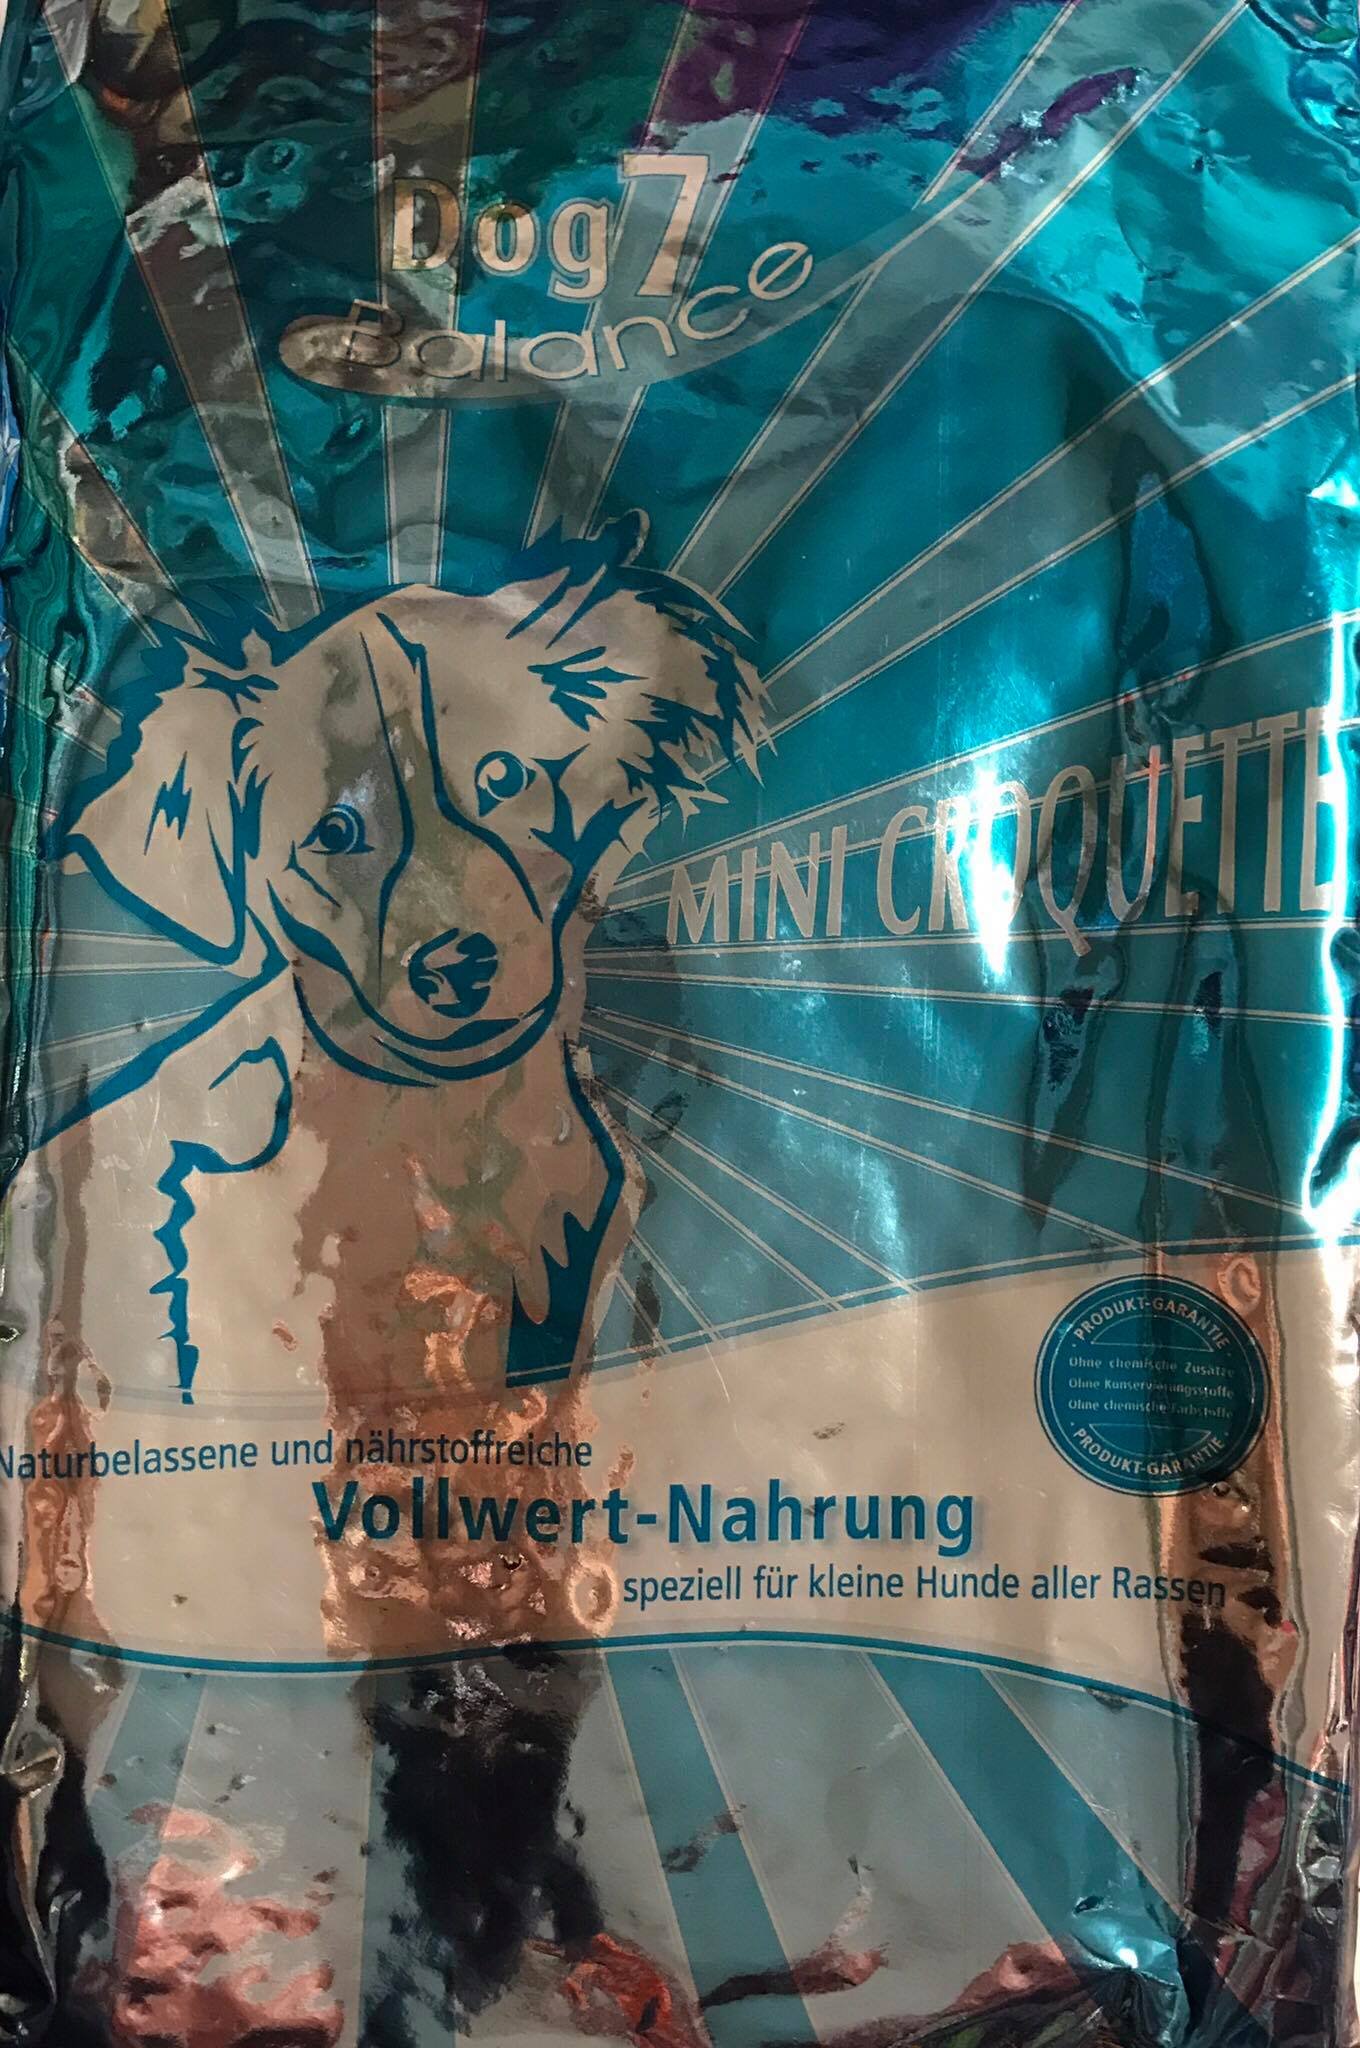 Dog 7
Balance
MINI CROQUETTE
PRODUKT-GARANTIE
Ohne chemische Zusätze
Ohne Konservierungsstoffe
Ohne chemische Farbstoffe
PRODUKT-GARANTIE
Naturbelassene und nährstoffreiche
Vollwert-Nahrung
speziell für kleine Hunde aller Rassen